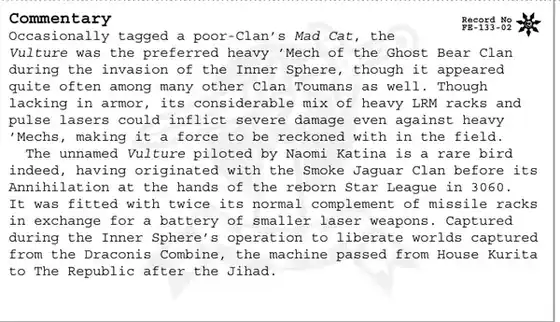 Commentary
Record No
FE-133-02
Occasionally tagged a poor-Clan’s Mad Cat, the
Vulture was the preferred heavy ’Mech of the Ghost Bear Clan
during the invasion of the Inner Sphere, though it appeared
quite often among many other Clan Toumans as well. Though
lacking in armor, its considerable mix of heavy LRM racks and
pulse lasers could inflict severe damage even against heavy
’Mechs, making it a force to be reckoned with in the field.
The unnamed Vulture piloted by Naomi Katina is a rare bird
indeed, having originated with the Smoke Jaguar Clan before its
Annihilation at the hands of the reborn Star League in 3060.
It was fitted with twice its normal complement of missile racks
in exchange for a battery of smaller laser weapons. Captured
during the Inner Sphere’s operation to liberate worlds captured
from the Draconis Combine, the machine passed from House Kurita
to The Republic after the Jihad.